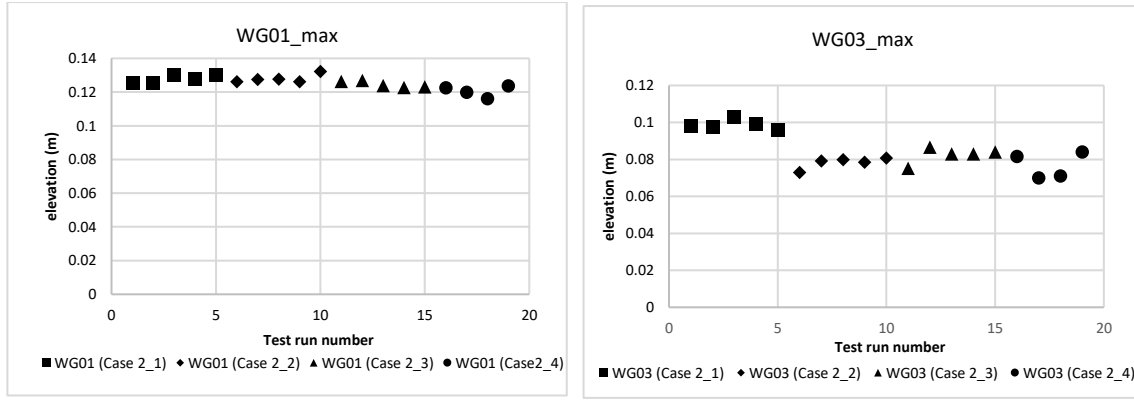 WG01_max
0.14
0.12
0.1
0.08
0.06
0.04
0.02
0
elevation (m)
0 5 10 15 20
Test run number
WG01 (Case 2_1) WG01 (Case 2_2) WG01 (Case 2_3) WG01 (Case2_4)
WG03_max
0.12
0.1
0.08
0.06
0.04
0.02
0
elevation (m)
0 5 10 15 20
Test run number
WG03 (Case 2_1) WG03 (Case 2_2) WG03 (Case 2_3) WG03 (Case 2_4)